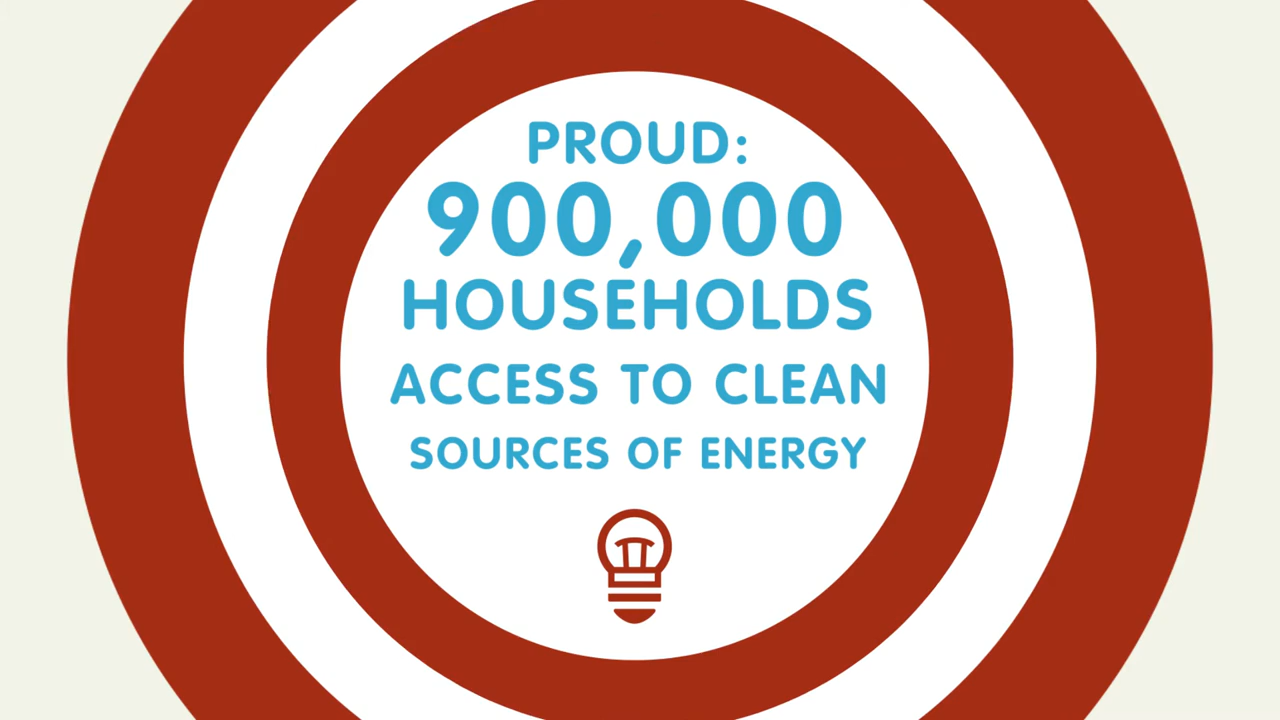 PROUD:
900,000
HOUSEHOLDS
ACCESS TO CLEAN
SOURCES OF ENERGY